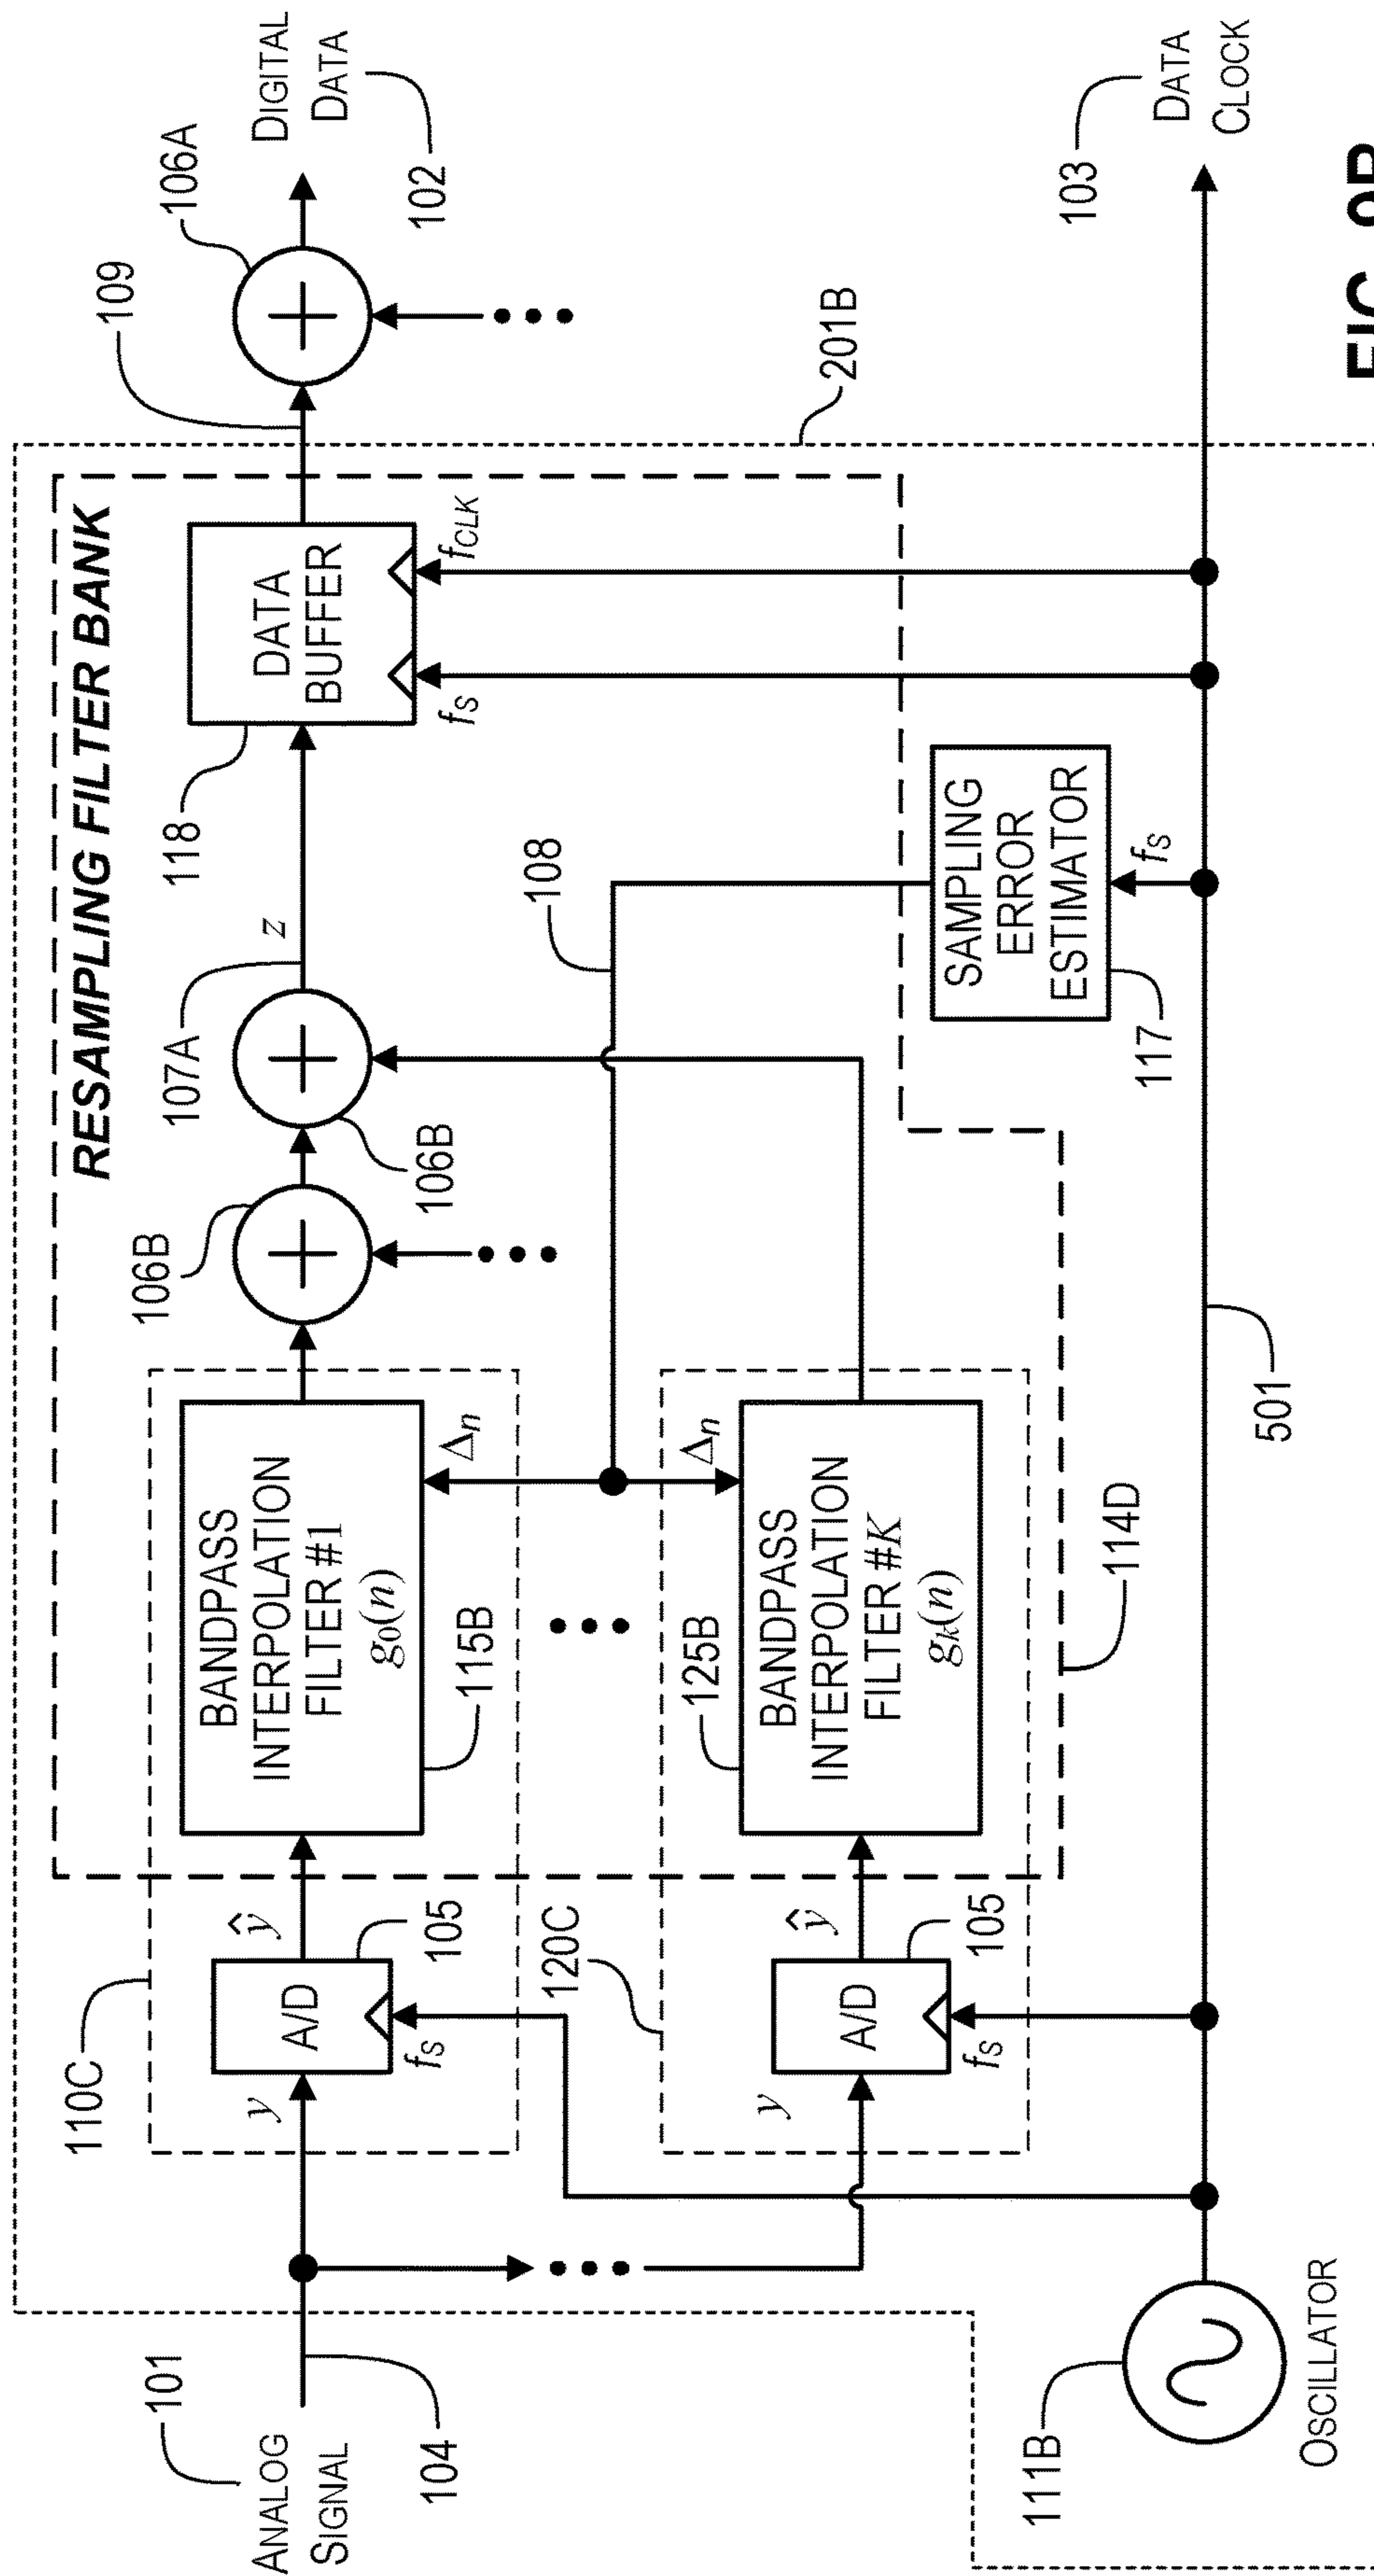 RESAMPLING FILTER BANK
ANALOG
SIGNAL
101
104
110C
y
A/D
fS
105
ŷ
BANDPASS
INTERPOLATION
FILTER #1
g0(n)
115B
Δn
106B
106B
107A
z
118
DATA
BUFFER
fS
fCLK
109
106A
DIGITAL
DATA
102
120C
y
A/D
fS
105
ŷ
125B
BANDPASS
INTERPOLATION
FILTER #K
gk(n)
Δn
108
SAMPLING
ERROR
ESTIMATOR
fS
117
114D
201B
111B
OSCILLATOR
501
103
DATA
CLOCK